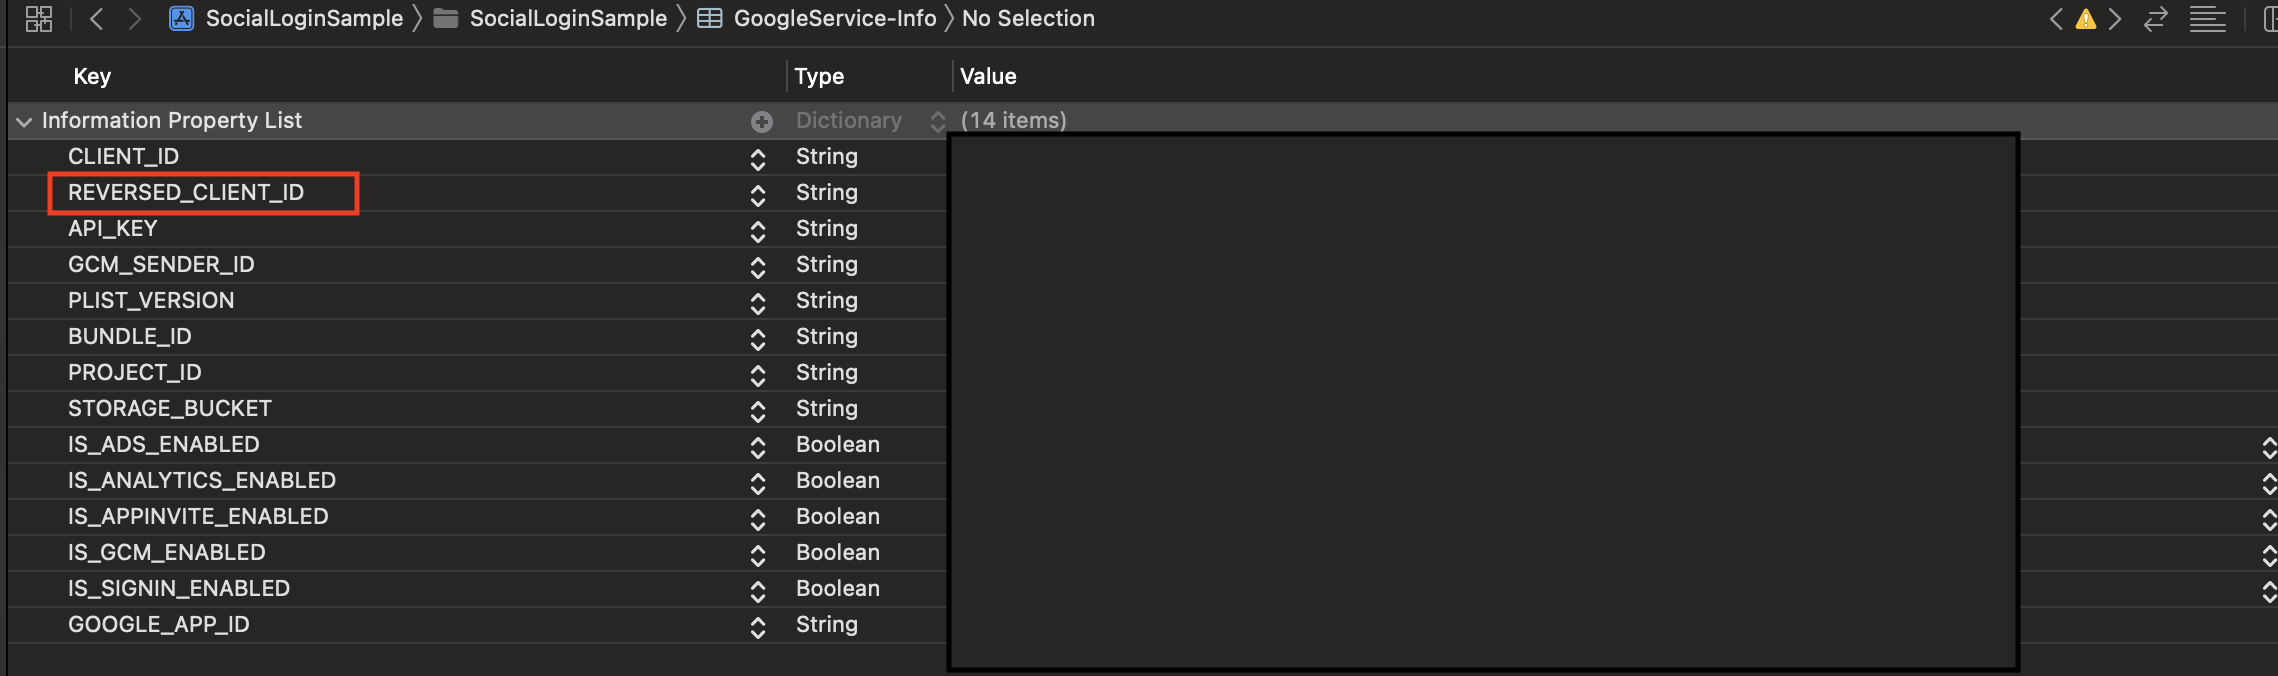 SocialLoginSample SocialLoginSample GoogleService-Info No Selection
Key Type Value
Information Property List Dictionary (14 items)
CLIENT_ID String
REVERSED_CLIENT_ID String
API_KEY String
GCM_SENDER_ID String
PLIST_VERSION String
BUNDLE_ID String
PROJECT_ID String
STORAGE_BUCKET String
IS_ADS_ENABLED Boolean
IS_ANALYTICS_ENABLED Boolean
IS_APPINVITE_ENABLED Boolean
IS_GCM_ENABLED Boolean
IS_SIGNIN_ENABLED Boolean
GOOGLE_APP_ID String